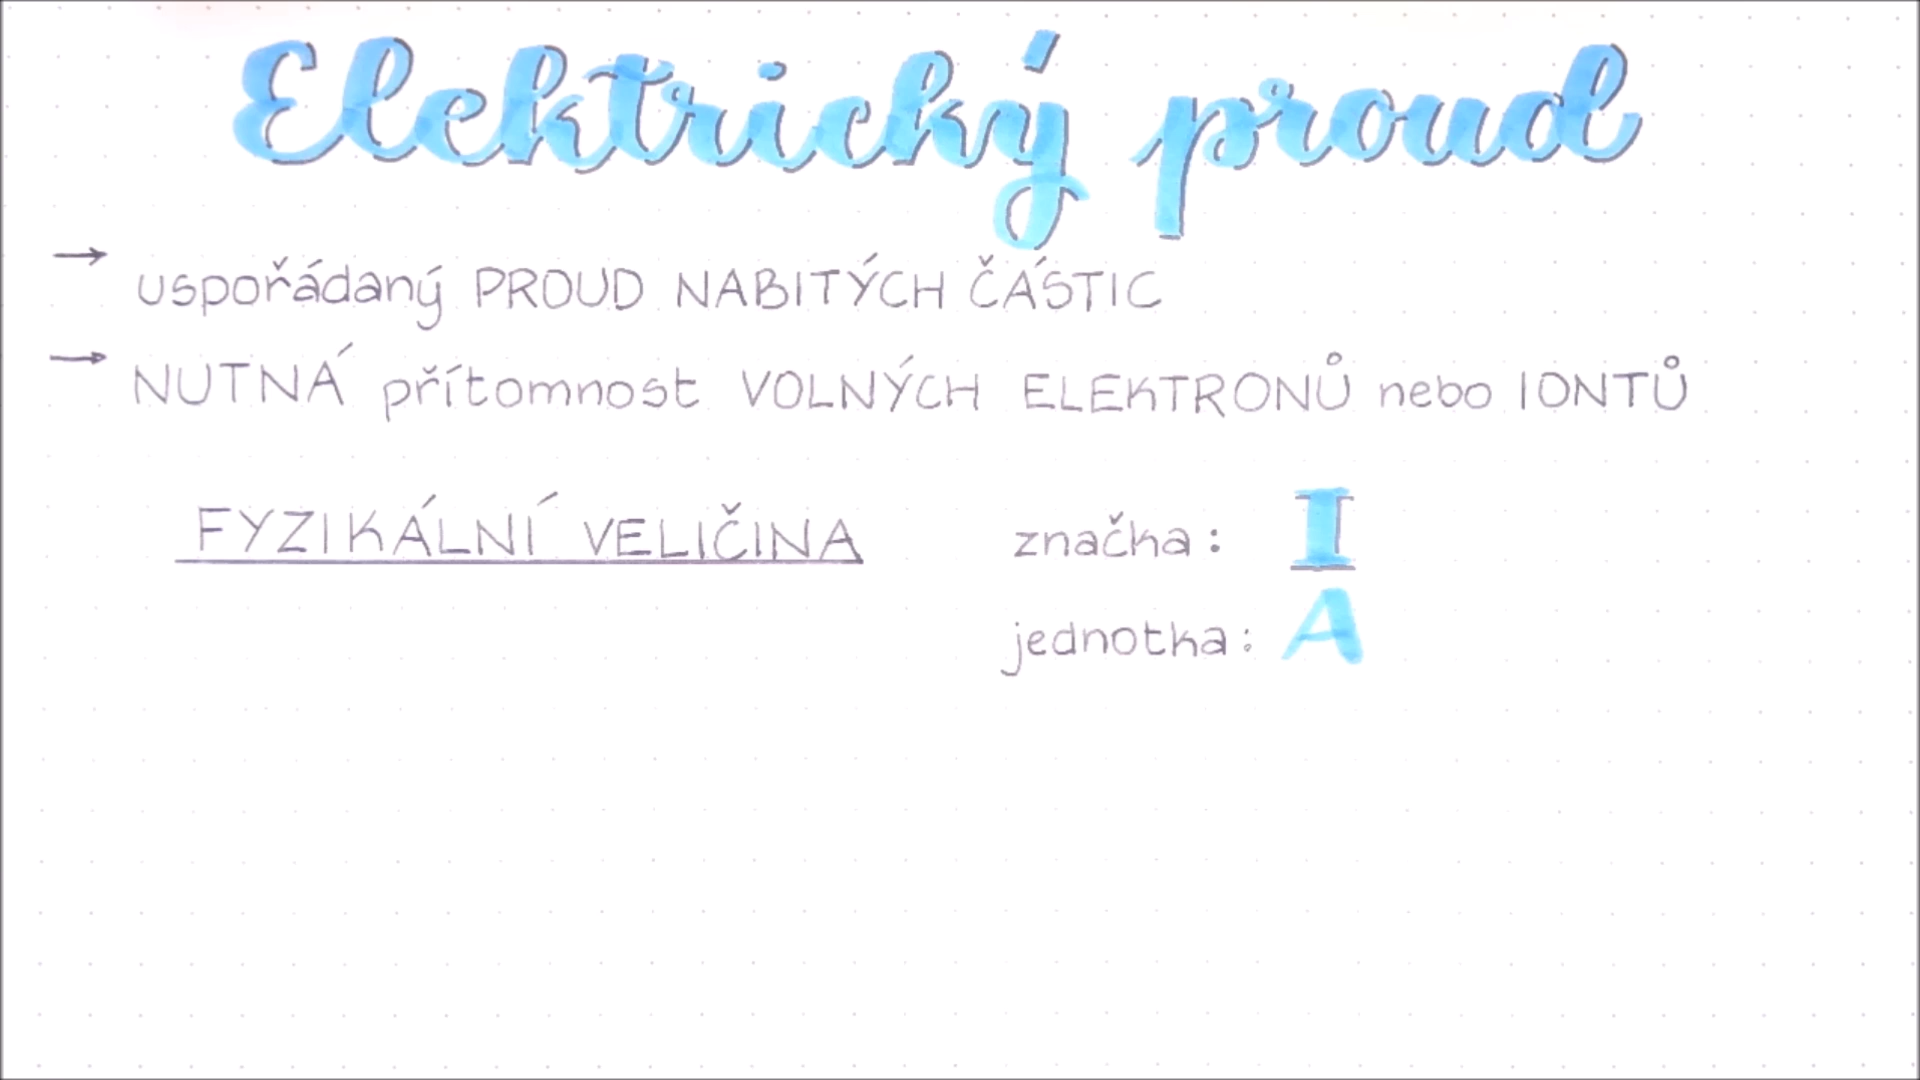 Elektrický proud
→ uspořádaný PROUD NABITÝCH ČÁSTIC
→ NUTNÁ přítomnost VOLNÝCH ELEKTRONŮ nebo IONTŮ
FYZIKÁLNÍ VELIČINA značka: I
jednotka: A